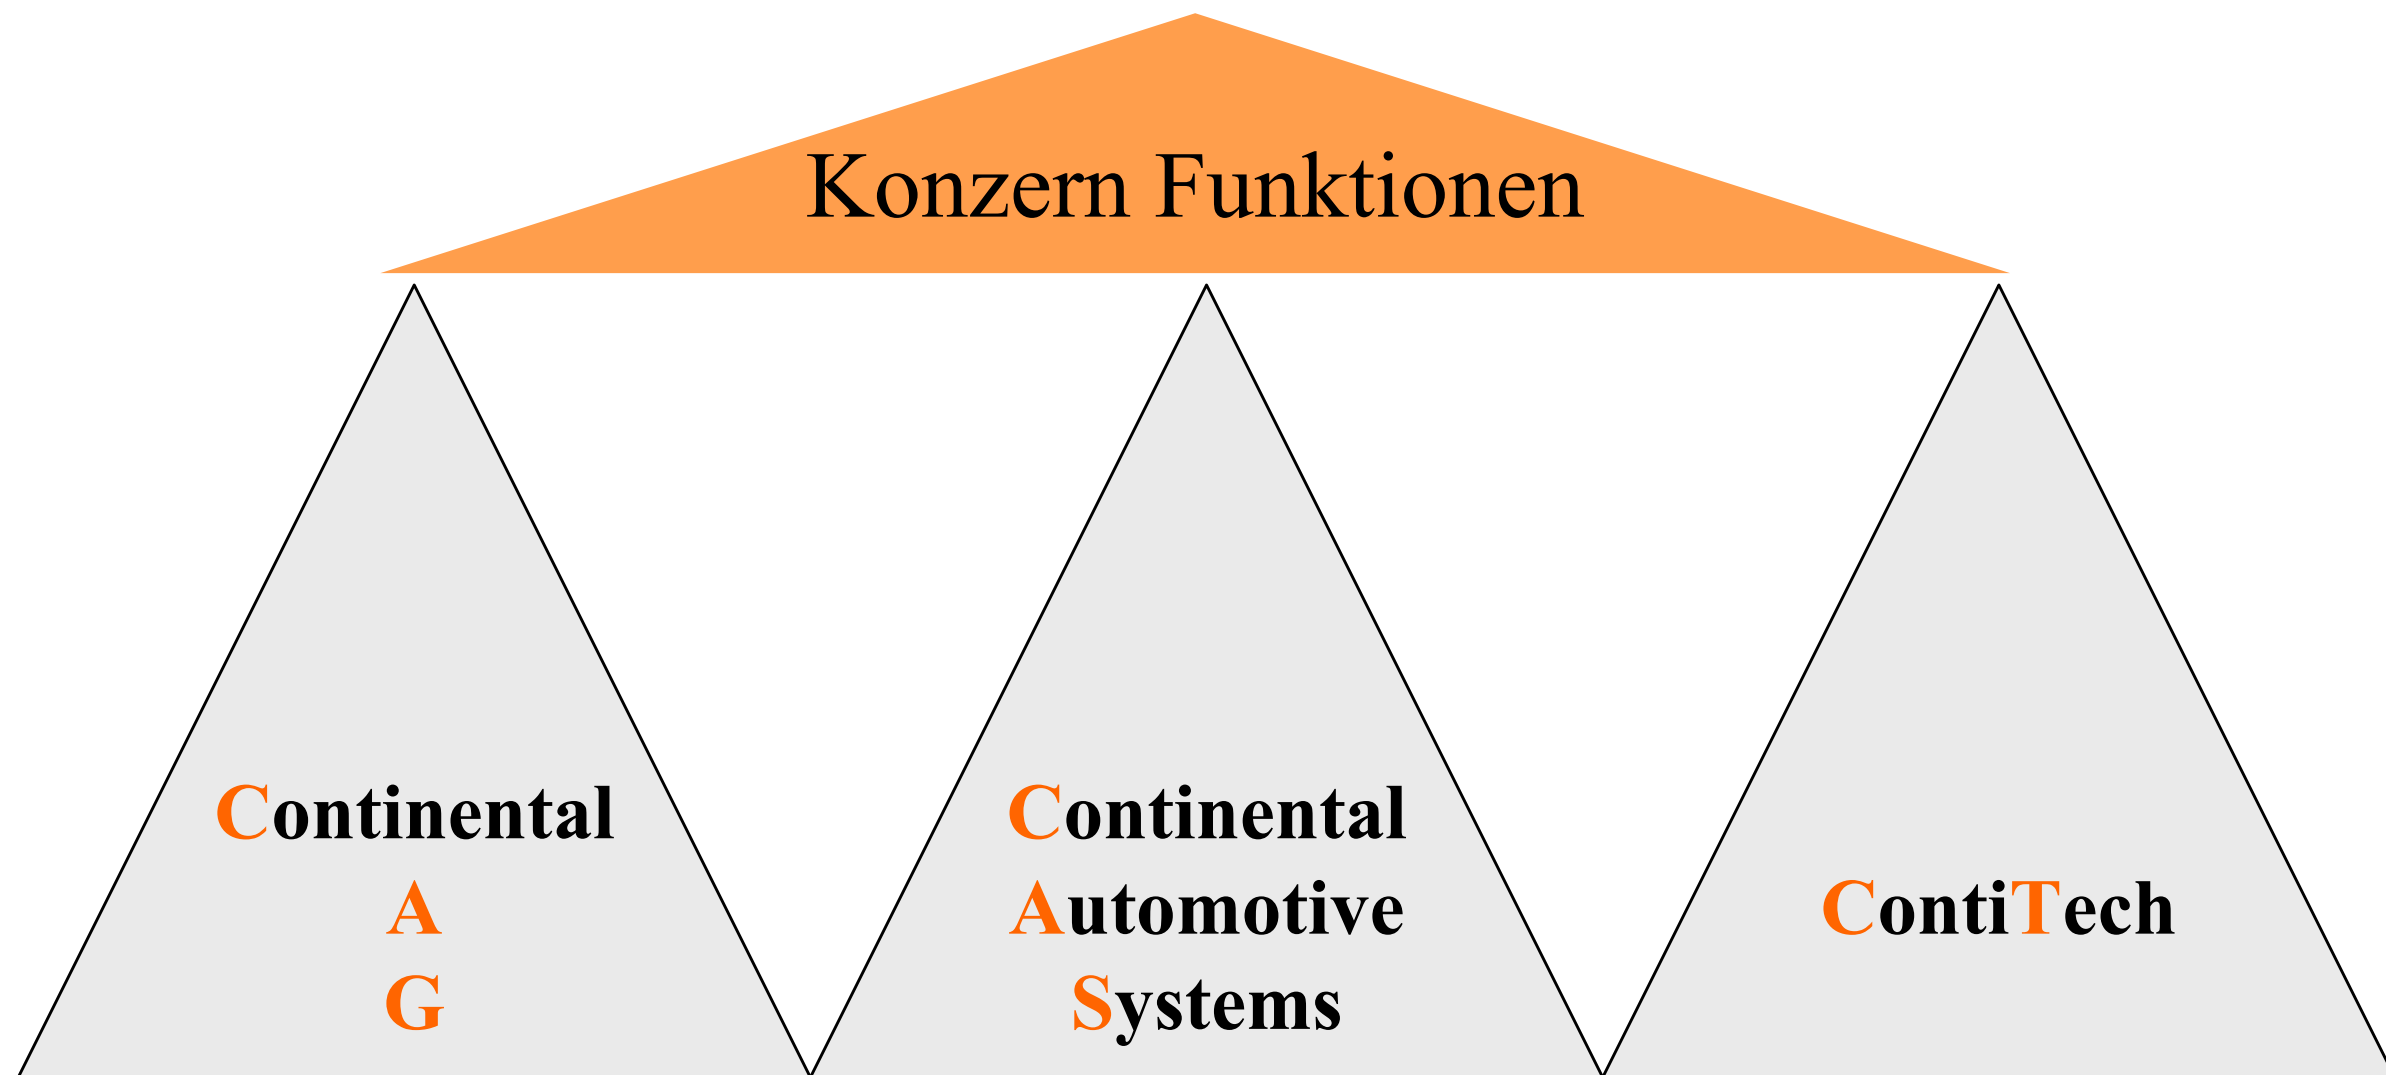 Konzern Funktionen
Continental
A
G
Continental
Automotive
Systems
ContiTech